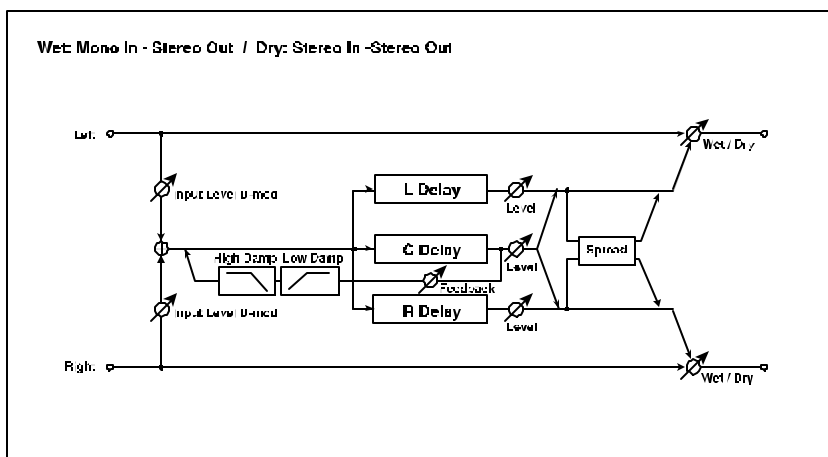 Wet: Mono In - Stereo Out / Dry: Stereo In -Stereo Out
Left
Wet / Dry
L Delay
Input Level D-mod
Level
High Damp Low Damp
C Delay
Spread
Level
Feedback
Input Level D-mod
R Delay
Level
Right
Wet / Dry